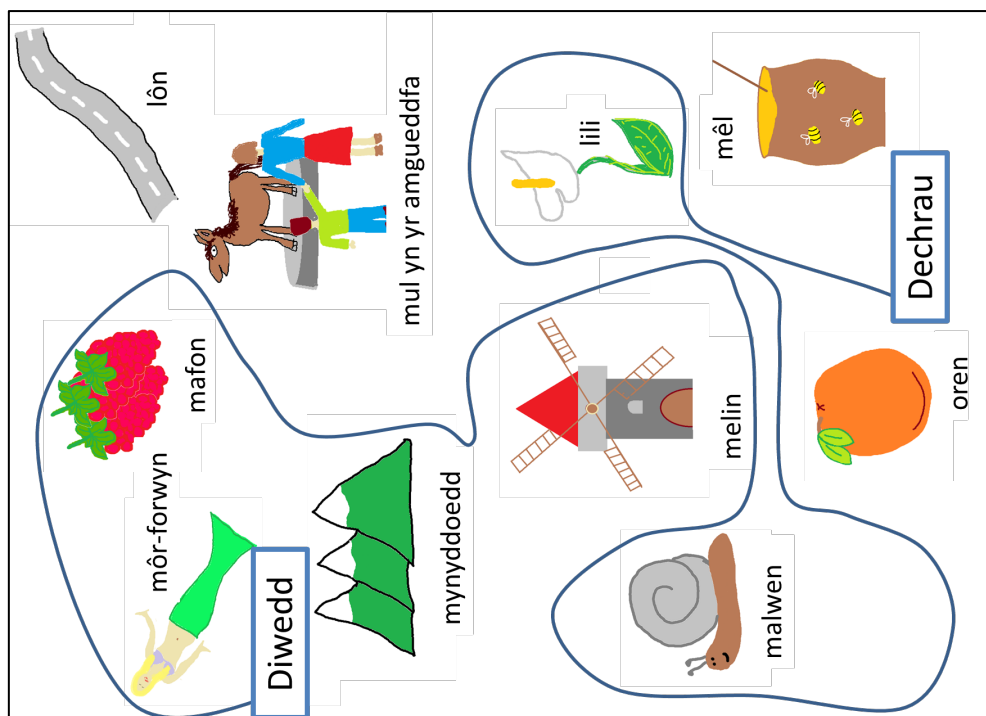 Dechrau
mêl
lili
oren
melin
malwen
mynyddoedd
mul yn yr amgueddfa
lôn
mafon
môr-forwyn
Diwedd